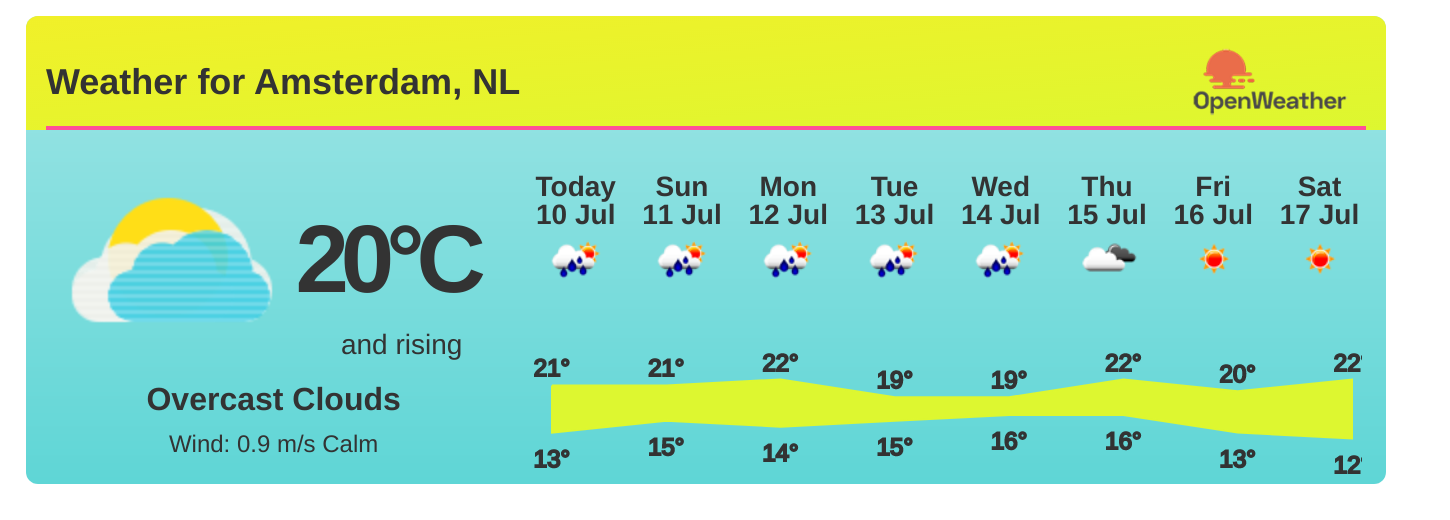 Weather for Amsterdam, NL
OpenWeather
20°C
and rising
Overcast Clouds
Wind: 0.9 m/s Calm
Today Sun Mon Tue Wed Thu Fri Sat
10 Jul 11 Jul 12 Jul 13 Jul 14 Jul 15 Jul 16 Jul 17 Jul
21° 21° 22° 19° 19° 22° 20° 22°
13° 15° 14° 15° 16° 16° 13° 12°